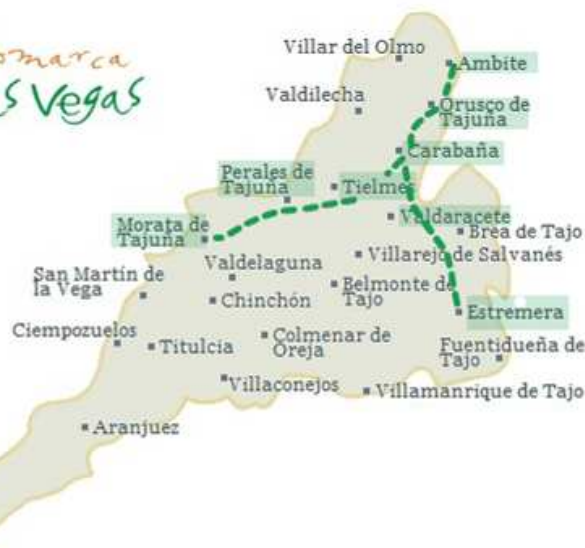 omarca
s Vegas
Villar del Olmo
Ambite
Valdilecha
Orusco de
Tajuña
Carabaña
Perales de
Tajuña
Tielmes
Morata de
Tajuña
Valdaracete
Brea de Tajo
Valdelaguna
Villarejo de Salvanés
San Martín de
la Vega
Belmonte de
Tajo
Chinchón
Estremera
Ciempozuelos
Titulcia
Colmenar de
Oreja
Fuentidueña de
Tajo
Villaconejos
Villamanrique de Tajo
Aranjuez